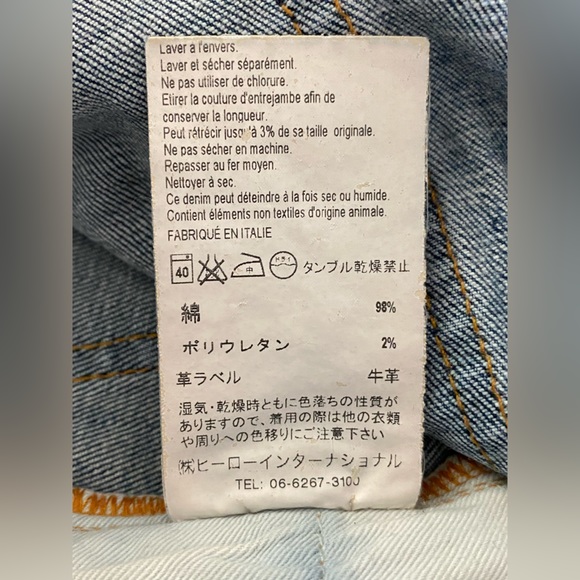 Laver à l'envers.
Laver et sécher séparément.
Ne pas utiliser de chlorure.
Etirer la couture d'entrejambe afin de
conserver la longueur.
Peut rétrécir jusqu'à 3% de sa taille originale.
Ne pas sécher en machine.
Repasser au fer moyen.
Nettoyer à sec.
Ce denim peut déteindre à la fois sec ou humide.
Contient éléments non textiles d'origine animale.
FABRIQUÉ EN ITALIE
40 中 ドライ タンブル乾燥禁止
綿 98%
ポリウレタン 2%
革ラベル 牛革
湿気・乾燥時ともに色落ちの性質が
ありますので、着用の際は他の衣類
や周りへの色移りにご注意下さい
㈱ヒーローインターナショナル
TEL: 06-6267-3100